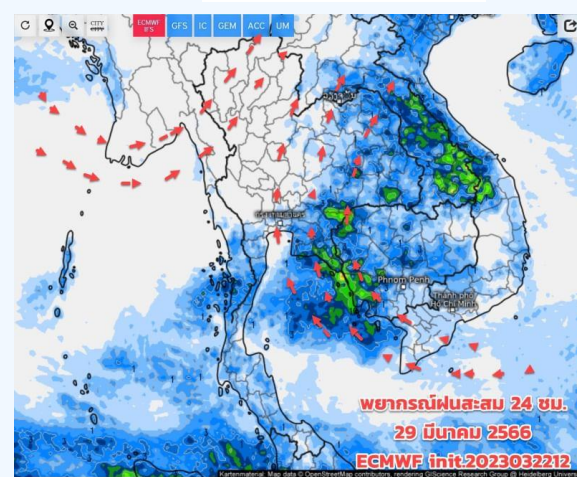 ECMWF IFS
GFS
IC
GEM
ACC
UM
Phnom Penh
Thành phố
Hồ Chí Minh
พยากรณ์ฝนสะสม 24 ชม.
29 มีนาคม 2566
ECMWF init.2023032212
Kartenmaterial. Map data © OpenStreetMap contributors, rendering GIScience Research Group @ Heidelberg Univers